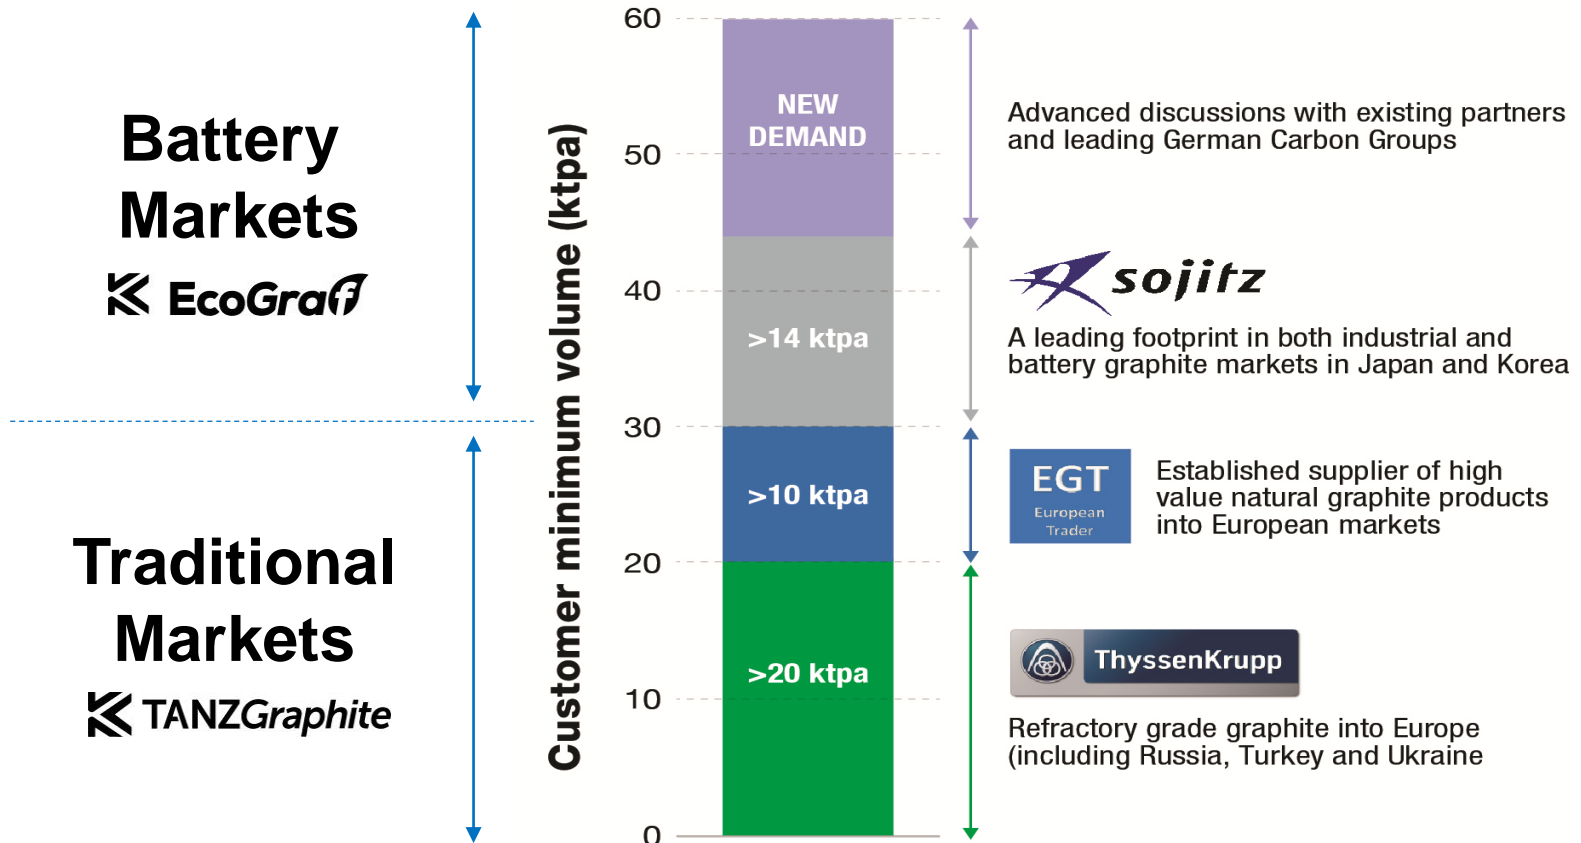 Battery
Markets
EcoGraf
Traditional
Markets
TANZGraphite
Customer minimum volume (ktpa)
60
50
40
30
20
10
0
NEW
DEMAND
>14 ktpa
>10 ktpa
>20 ktpa
Advanced discussions with existing partners
and leading German Carbon Groups
sojitz
A leading footprint in both industrial and
battery graphite markets in Japan and Korea
EGT
European
Trader
Established supplier of high
value natural graphite products
into European markets
ThyssenKrupp
Refractory grade graphite into Europe
(including Russia, Turkey and Ukraine